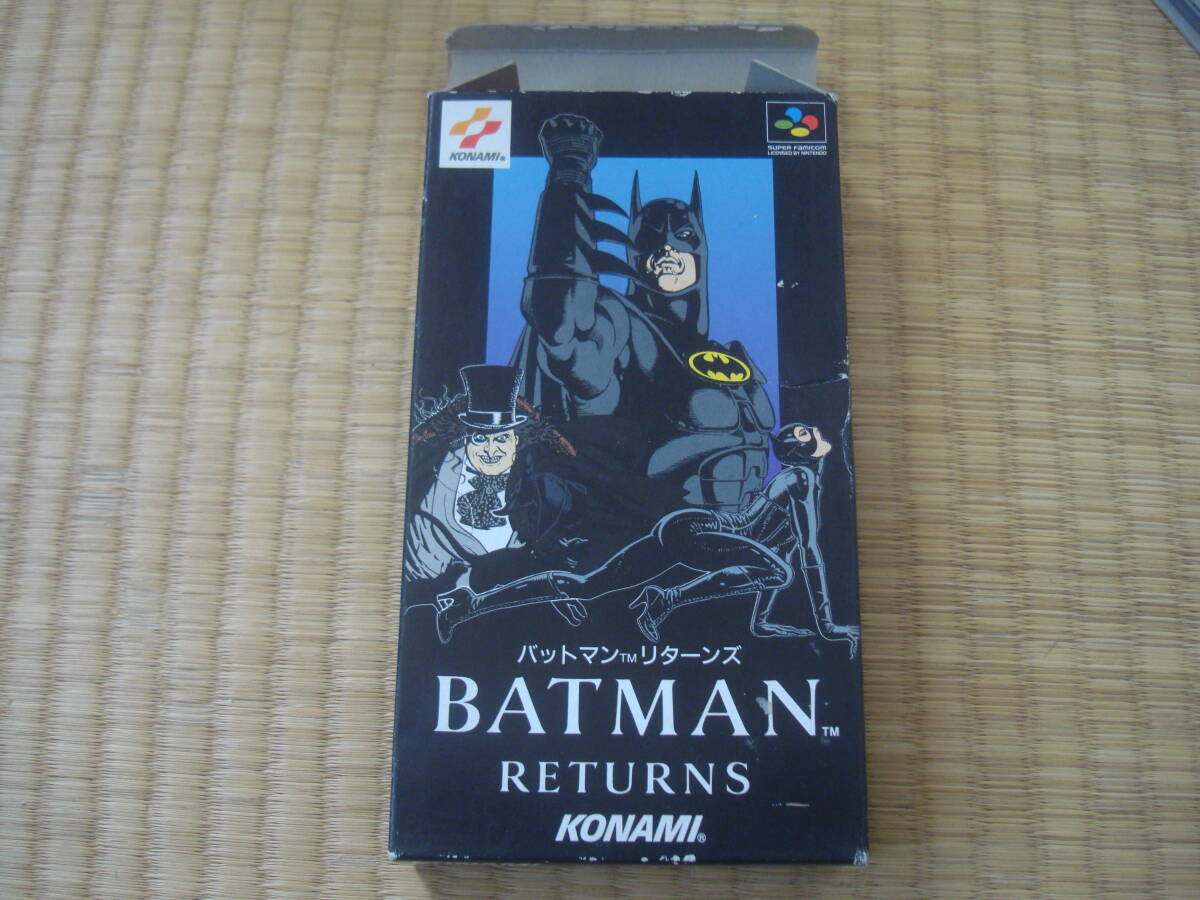 KONAMI®
SUPER FAMICOM
LICENSED BY NINTENDO
バットマン™リターンズ
BATMAN™
RETURNS
KONAMI®